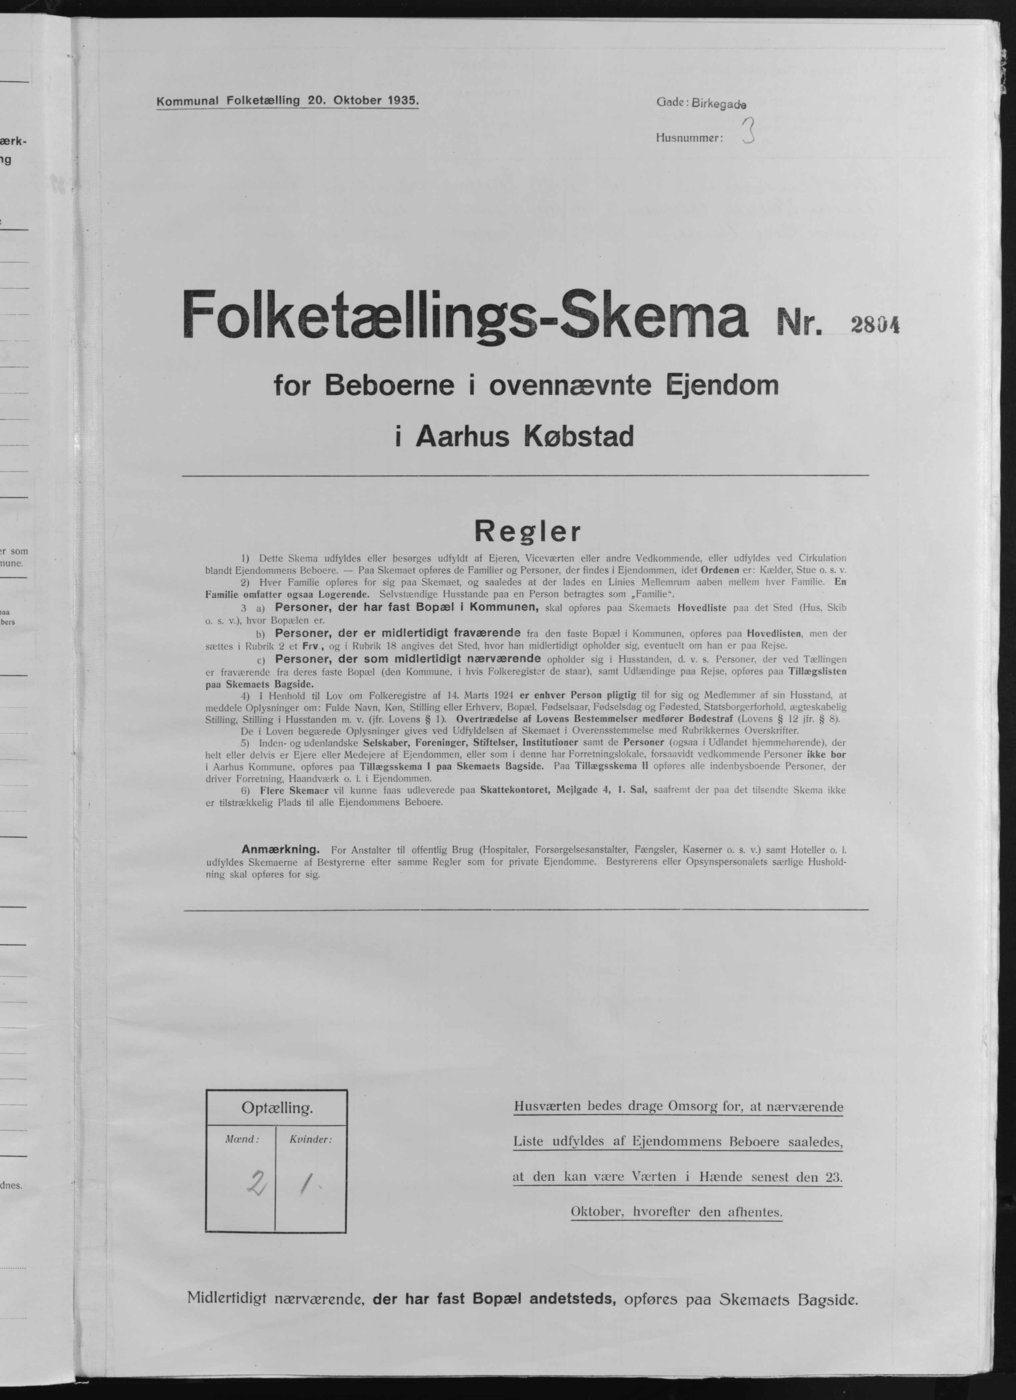 Kommunal Folketælling 20. Oktober 1935.
Gade: Birkegade
Husnummer: 3
Folketællings-Skema Nr. 2804
for Beboerne i ovennævnte Ejendom
i Aarhus Købstad
Regler
1) Dette Skema udfyldes eller besørges udfyldt af Ejeren, Viceværten eller andre Vedkommende, eller udfyldes ved Cirkulation
blandt Ejendommens Beboere. — Paa Skemaet opføres de Familier og Personer, der findes i Ejendommen, idet Ordenen er: Kælder, Stue o. s. v.
2) Hver Familie opføres for sig paa Skemaet, og saaledes at der lades en Linies Mellemrum aaben mellem hver Familie. En
Familie omfatter ogsaa Logerende. Selvstændige Husstande paa en Person betragtes som „Familie".
3 a) Personer, der har fast Bopæl i Kommunen, skal opføres paa Skemaets Hovedliste paa det Sted (Hus, Skib
o. s. v.), hvor Bopælen er.
b) Personer, der er midlertidigt fraværende fra den faste Bopæl i Kommunen, opføres paa Hovedlisten, men der
sættes i Rubrik 2 et Frv., og i Rubrik 18 angives det Sted, hvor han midlertidigt opholder sig, eventuelt om han er paa Rejse.
c) Personer, der som midlertidigt nærværende opholder sig i Husstanden, d. v. s. Personer, der ved Tællingen
er fraværende fra deres faste Bopæl (den Kommune, i hvis Folkeregister de staar), samt Udlændinge paa Rejse, opføres paa Tillægslisten
paa Skemaets Bagside.
4) I Henhold til Lov om Folkeregistre af 14. Marts 1924 er enhver Person pligtig til for sig og Medlemmer af sin Husstand, at
meddele Oplysninger om: Fulde Navn, Køn, Stilling eller Erhverv, Bopæl, Fødselsaar, Fødselsdag og Fødested, Statsborgerforhold, ægteskabelig
Stilling, Stilling i Husstanden m. v. (jfr. Lovens § 1). Overtrædelse af Lovens Bestemmelser medfører Bødestraf (Lovens § 12 jfr. § 8).
De i Loven begærede Oplysninger gives ved Udfyldelsen af Skemaet i Overensstemmelse med Rubrikkernes Overskrifter.
5) Inden- og udenlandske Selskaber, Foreninger, Stiftelser, Institutioner samt de Personer (ogsaa i Udlandet hjemmehørende), der
helt eller delvis er Ejere eller Medejere af Ejendommen, eller som i denne har Forretningslokale, forsaavidt vedkommende Personer ikke bor
i Aarhus Kommune, opføres paa Tillægsskema I paa Skemaets Bagside. Paa Tillægsskema II opføres alle indenbysboende Personer, der
driver Forretning, Haandværk o. l. i Ejendommen.
6) Flere Skemaer vil kunne faas udleverede paa Skattekontoret, Mejlgade 4, 1. Sal, saafremt der paa det tilsendte Skema ikke
er tilstrækkelig Plads til alle Ejendommens Beboere.
Anmærkning. For Anstalter til offentlig Brug (Hospitaler, Forsørgelsesanstalter, Fængsler, Kaserner o. s. v.) samt Hoteller o. l.
udfyldes Skemaerne af Bestyrerne efter samme Regler som for private Ejendomme. Bestyrerens eller Opsynspersonalets særlige Hushold-
ning skal opføres for sig.
Optælling.
Mænd: Kvinder:
2 1.
Husværten bedes drage Omsorg for, at nærværende
Liste udfyldes af Ejendommens Beboere saaledes,
at den kan være Værten i Hænde senest den 23.
Oktober, hvorefter den afhentes.
Midlertidigt nærværende, der har fast Bopæl andetsteds, opføres paa Skemaets Bagside.
ærk-
ng
er som
mune.
paa
bers
dnes.